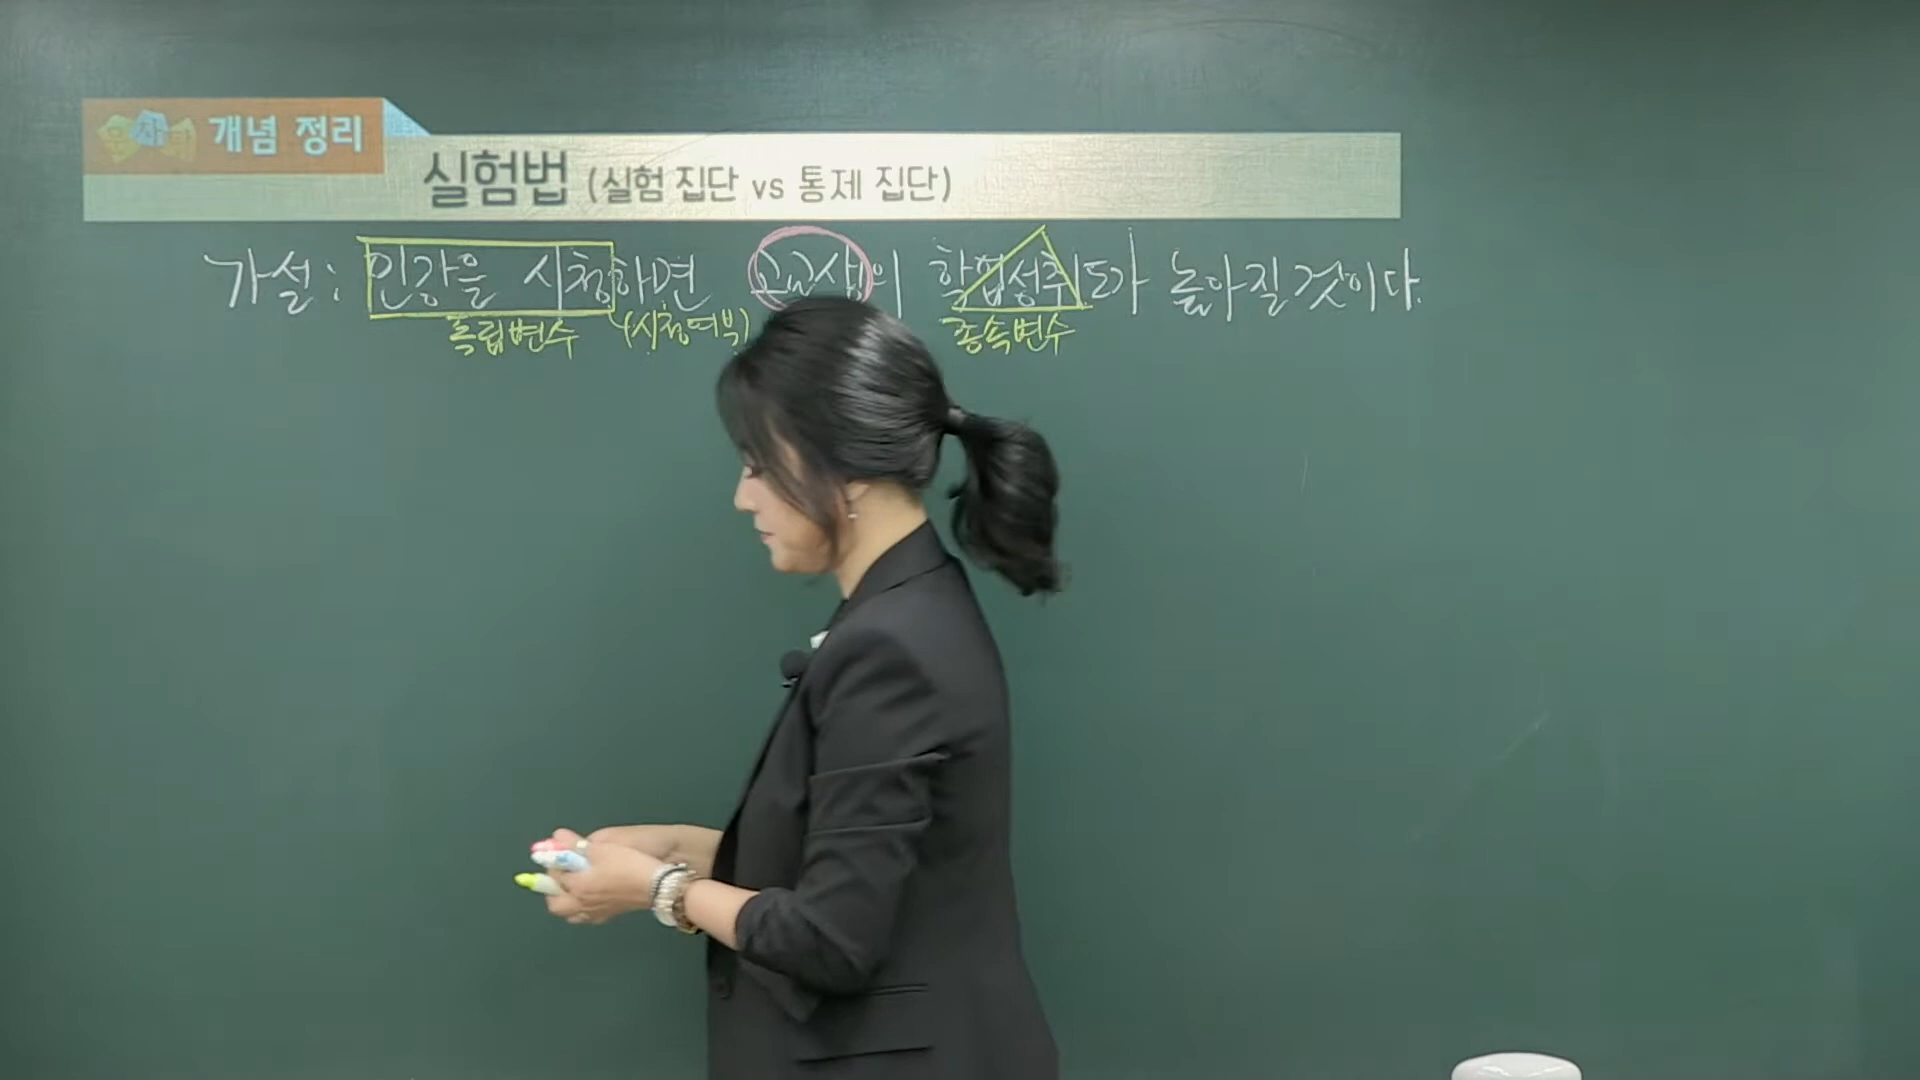 개념 정리
실험법 (실험 집단 vs 통제 집단)
가설: 인강을 시청하면 고교생의 학업성취도가 높아질 것이다.
독립변수 (시청여부) 종속변수